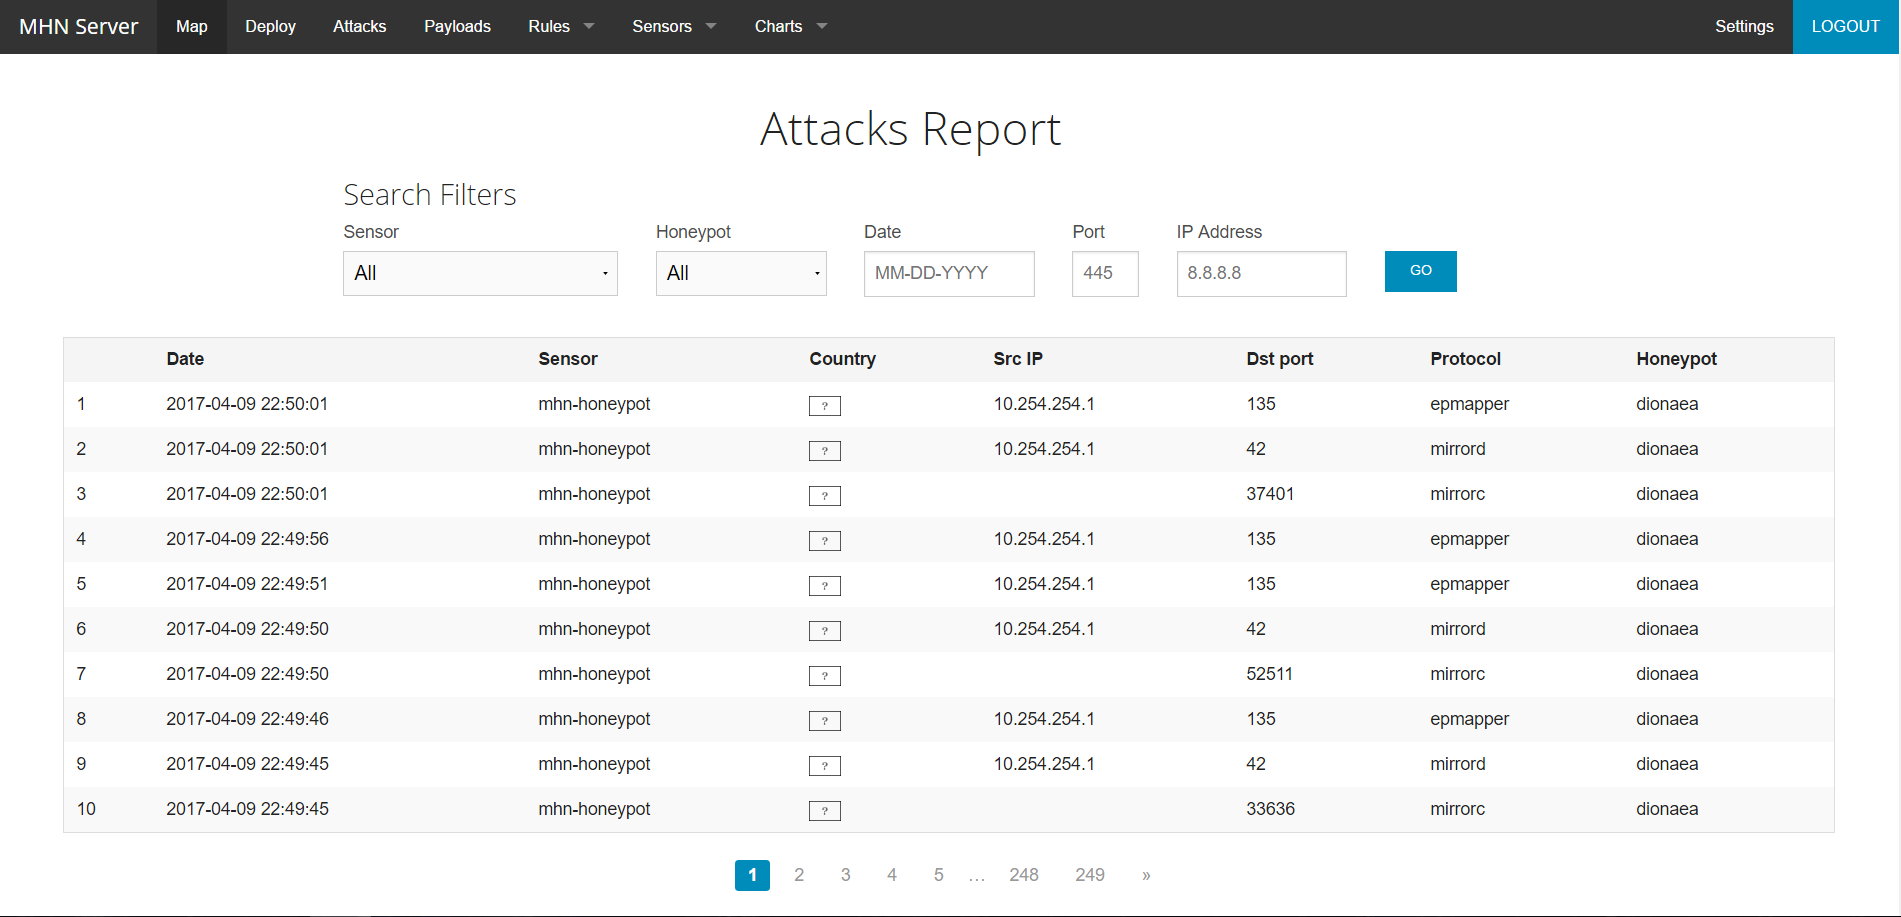 MHN Server Map Deploy Attacks Payloads Rules Sensors Charts Settings LOGOUT
Attacks Report
Search Filters
Sensor Honeypot Date Port IP Address
All All MM-DD-YYYY 445 8.8.8.8 GO
Date Sensor Country Src IP Dst port Protocol Honeypot
1 2017-04-09 22:50:01 mhn-honeypot ? 10.254.254.1 135 epmapper dionaea
2 2017-04-09 22:50:01 mhn-honeypot ? 10.254.254.1 42 mirrord dionaea
3 2017-04-09 22:50:01 mhn-honeypot ? 37401 mirrorc dionaea
4 2017-04-09 22:49:56 mhn-honeypot ? 10.254.254.1 135 epmapper dionaea
5 2017-04-09 22:49:51 mhn-honeypot ? 10.254.254.1 135 epmapper dionaea
6 2017-04-09 22:49:50 mhn-honeypot ? 10.254.254.1 42 mirrord dionaea
7 2017-04-09 22:49:50 mhn-honeypot ? 52511 mirrorc dionaea
8 2017-04-09 22:49:46 mhn-honeypot ? 10.254.254.1 135 epmapper dionaea
9 2017-04-09 22:49:45 mhn-honeypot ? 10.254.254.1 42 mirrord dionaea
10 2017-04-09 22:49:45 mhn-honeypot ? 33636 mirrorc dionaea
1 2 3 4 5 ... 248 249 »